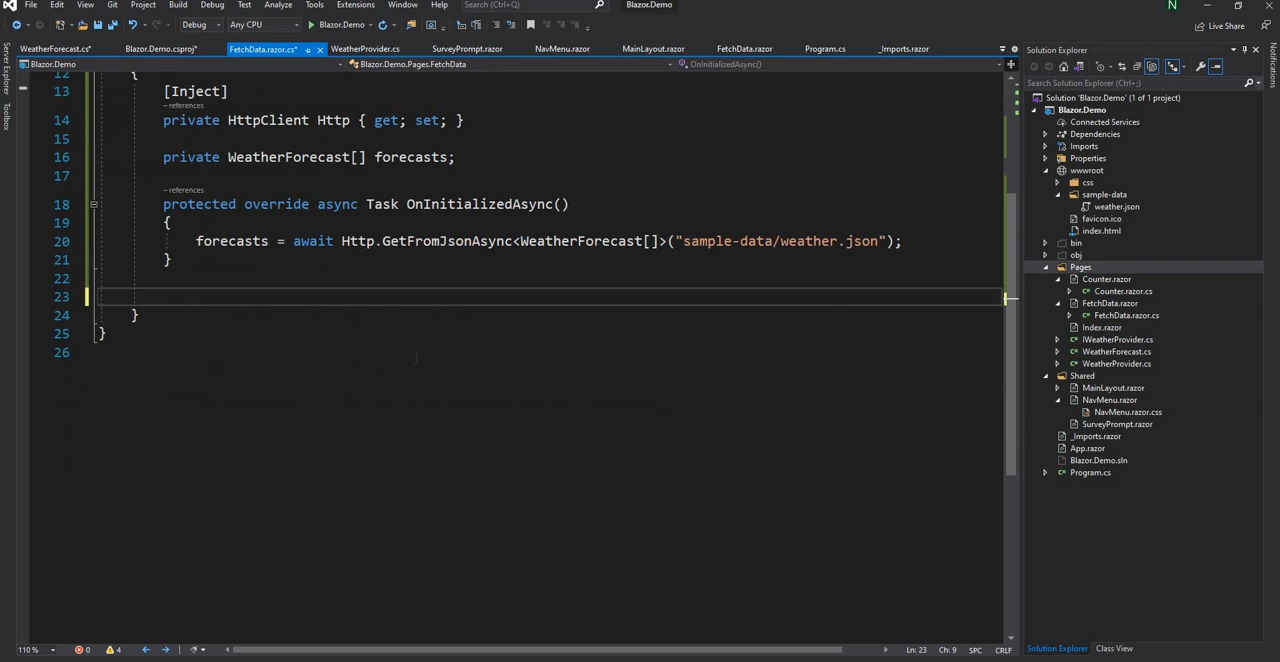 File Edit View Git Project Build Debug Test Analyze Tools Extensions Window Help Search (Ctrl+Q) Blazor.Demo N
Debug Any CPU Blazor.Demo Live Share
WeatherForecast.cs* Blazor.Demo.csproj* FetchData.razor.cs* WeatherProvider.cs SurveyPrompt.razor NavMenu.razor MainLayout.razor FetchData.razor Program.cs _Imports.razor
Blazor.Demo Blazor.Demo.Pages.FetchData OnInitializedAsync()
Server Explorer
Toolbox
12 {
13 [Inject]
references
14 private HttpClient Http { get; set; }
15
16 private WeatherForecast[] forecasts;
17
references
18 protected override async Task OnInitializedAsync()
19 {
20 forecasts = await Http.GetFromJsonAsync<WeatherForecast[]>("sample-data/weather.json");
21 }
22
23
24 }
25 }
26
110 % 0 4 Ln: 23 Ch: 9 SPC CRLF
Solution Explorer
Search Solution Explorer (Ctrl+;)
Solution 'Blazor.Demo' (1 of 1 project)
Blazor.Demo
Connected Services
Dependencies
Imports
Properties
wwwroot
css
sample-data
weather.json
favicon.ico
index.html
bin
obj
Pages
Counter.razor
Counter.razor.cs
FetchData.razor
FetchData.razor.cs
Index.razor
IWeatherProvider.cs
WeatherForecast.cs
WeatherProvider.cs
Shared
MainLayout.razor
NavMenu.razor
NavMenu.razor.css
SurveyPrompt.razor
_Imports.razor
App.razor
Blazor.Demo.sln
Program.cs
Solution Explorer Class View
Notifications